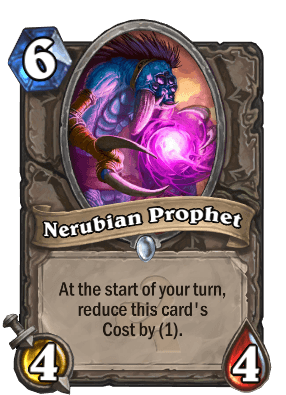 6
Nerubian Prophet
At the start of your turn,
reduce this card's
Cost by (1).
4 4